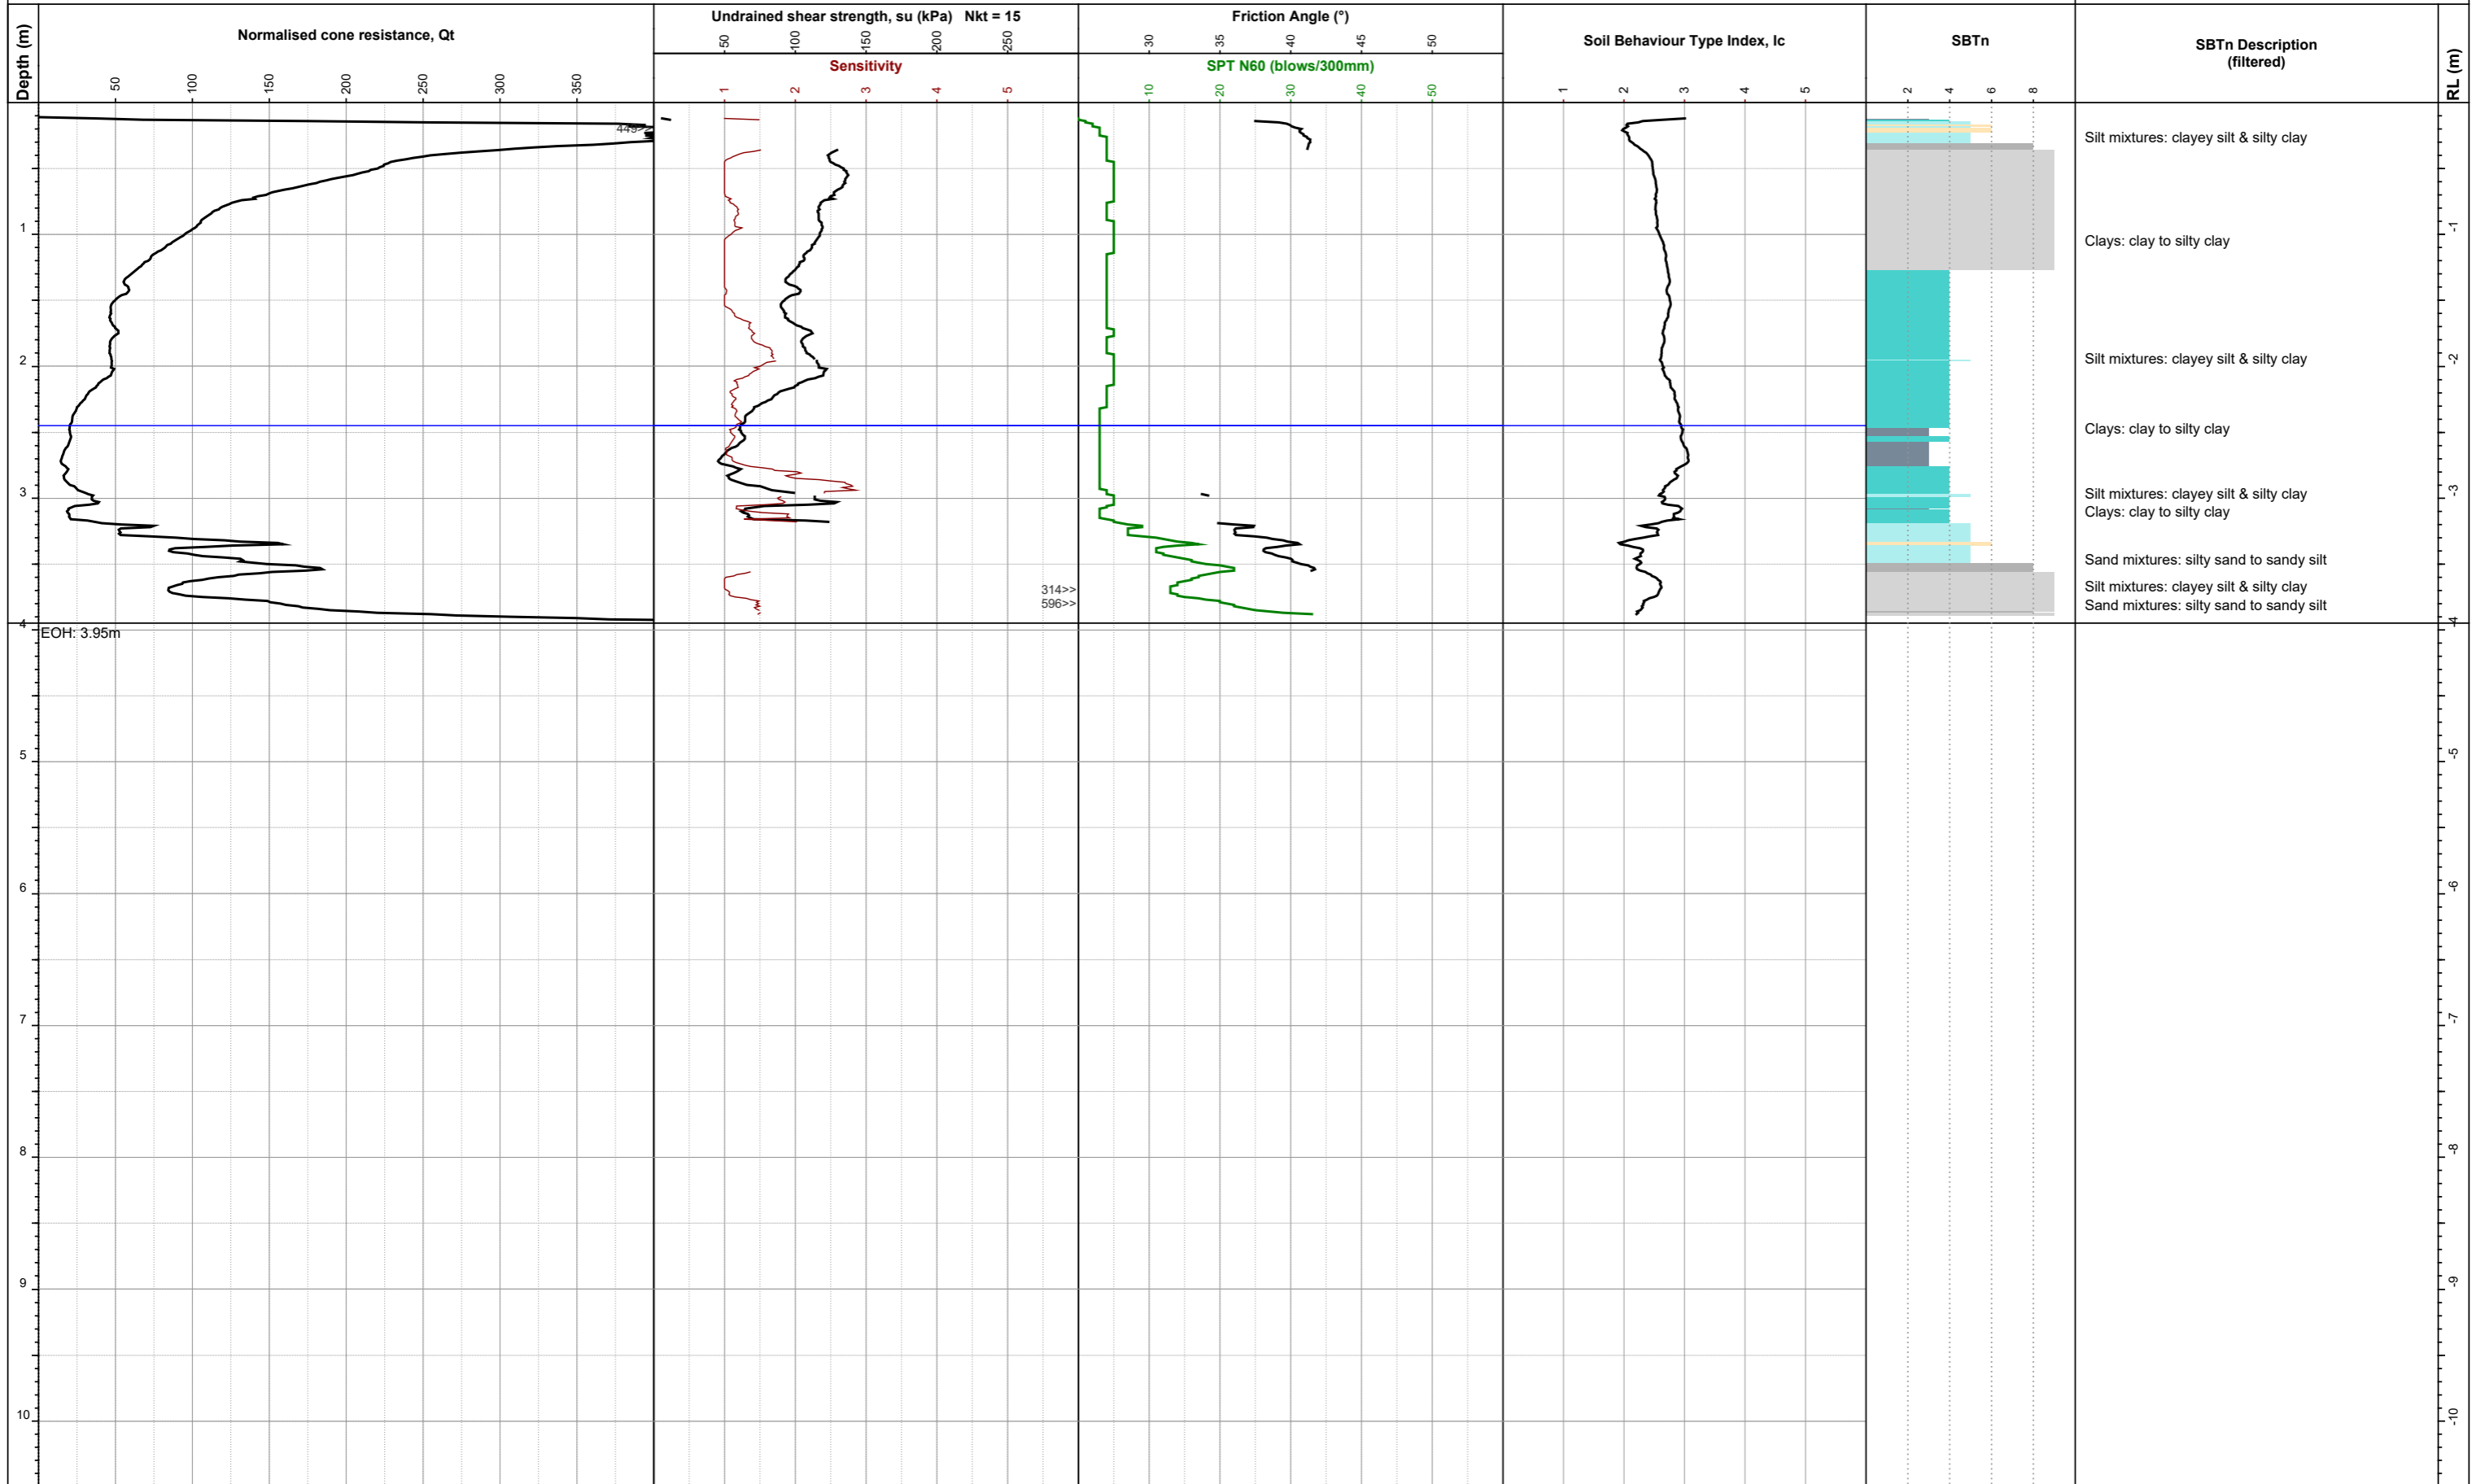 Depth (m)
Normalised cone resistance, Qt
50
100
150
200
250
300
350
Undrained shear strength, su (kPa) Nkt = 15
50
100
150
200
250
Sensitivity
1
2
3
4
5
Friction Angle (°)
30
35
40
45
50
SPT N60 (blows/300mm)
10
20
30
40
50
Soil Behaviour Type Index, Ic
1
2
3
4
5
SBTn
2
4
6
8
SBTn Description
(filtered)
RL (m)
449>>
Silt mixtures: clayey silt & silty clay
1
Clays: clay to silty clay
-1
2
Silt mixtures: clayey silt & silty clay
-2
Clays: clay to silty clay
3
Silt mixtures: clayey silt & silty clay
-3
Clays: clay to silty clay
Sand mixtures: silty sand to sandy silt
314>>
Silt mixtures: clayey silt & silty clay
596>>
Sand mixtures: silty sand to sandy silt
4
-4
EOH: 3.95m
5
-5
6
-6
7
-7
8
-8
9
-9
10
-10